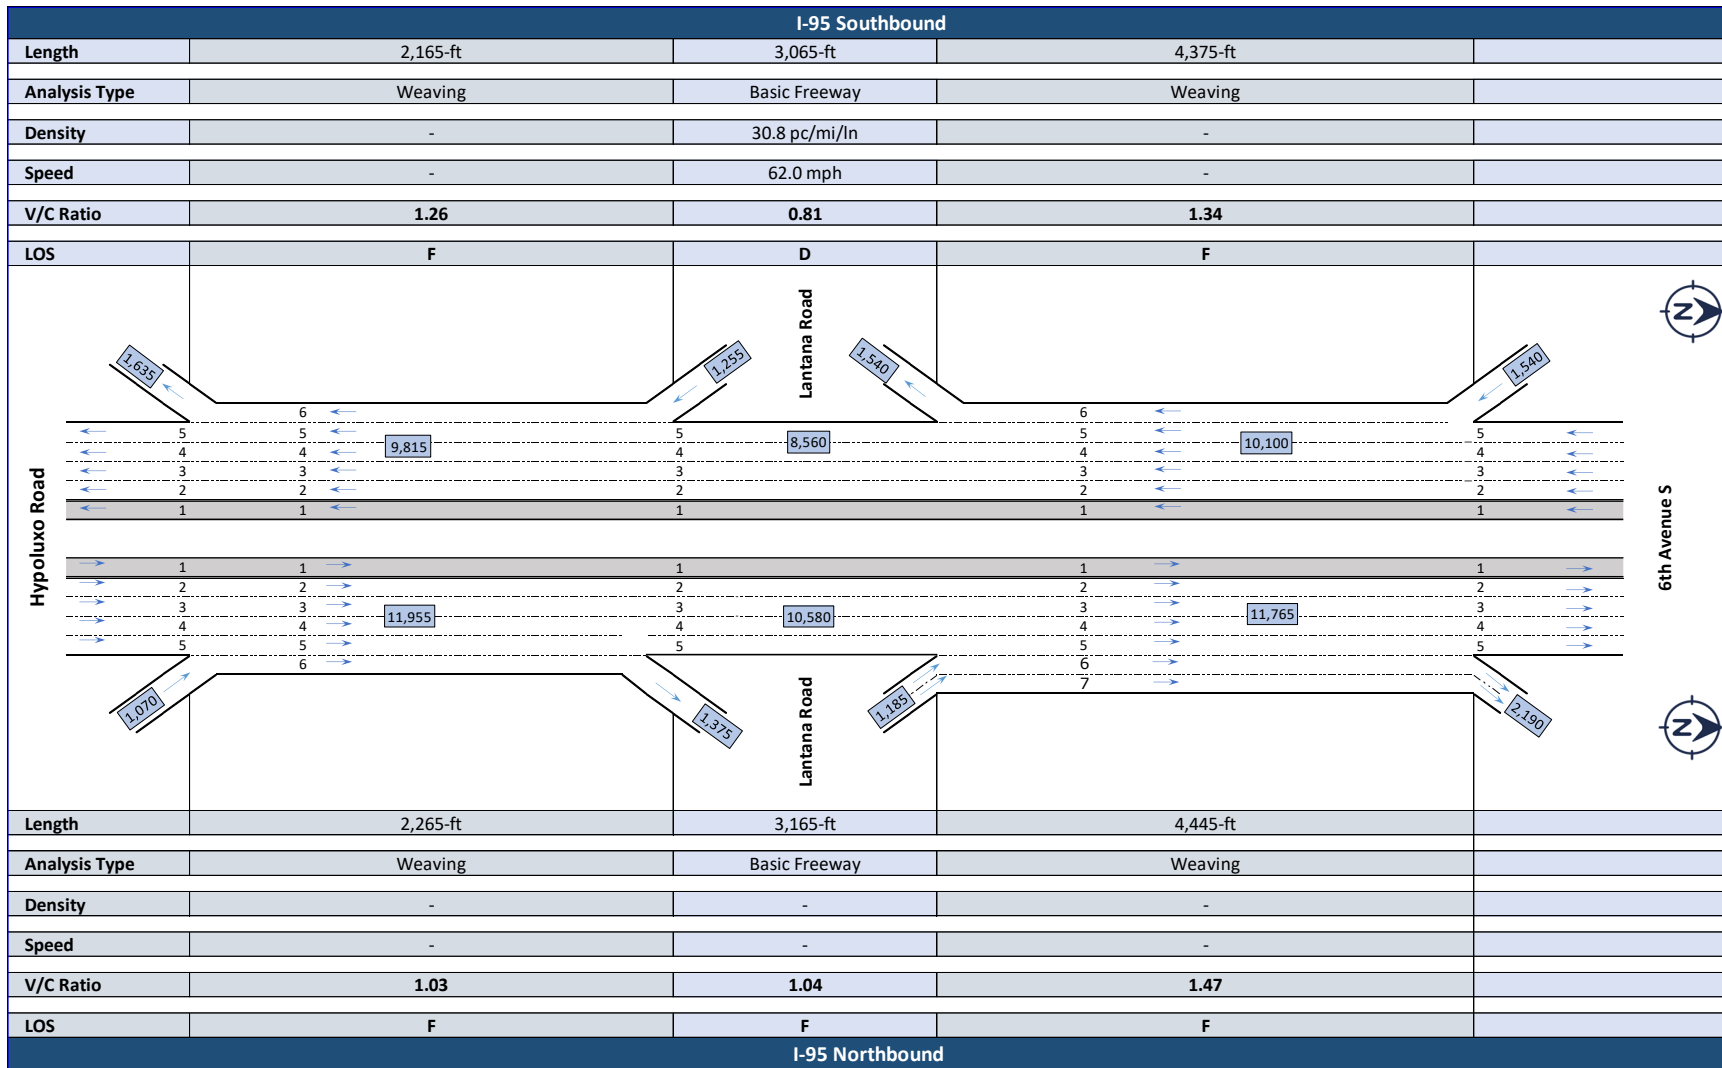 I-95 Southbound
Length 2,165-ft 3,065-ft 4,375-ft
Analysis Type Weaving Basic Freeway Weaving
Density - 30.8 pc/mi/ln -
Speed - 62.0 mph -
V/C Ratio 1.26 0.81 1.34
LOS F D F
Lantana Road
N
1,635 1,255 1,540 1,540
6 6
5 5 5 5 5
9,815 8,560 10,100
4 4 4 4 4
3 3 3 3 3
2 2 2 2 2
1 1 1 1 1
Hypoluxo Road
6th Avenue S
1 1 1 1 1
2 2 2 2 2
3 3 3 3 3
11,955 10,580 11,765
4 4 4 4 4
5 5 5 5 5
6 6
7
1,070 1,375 1,185 2,190
Lantana Road
N
Length 2,265-ft 3,165-ft 4,445-ft
Analysis Type Weaving Basic Freeway Weaving
Density - - -
Speed - - -
V/C Ratio 1.03 1.04 1.47
LOS F F F
I-95 Northbound